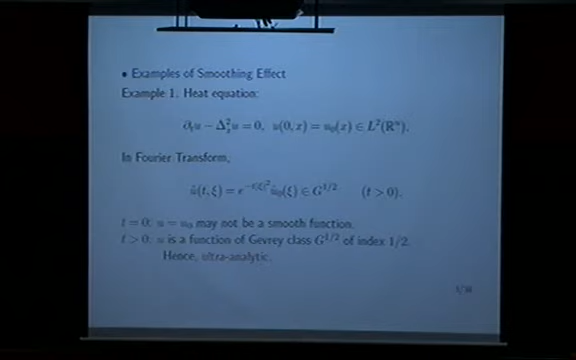 • Examples of Smoothing Effect
Example 1. Heat equation:
∂ₜu − Δ²ₓu = 0, u(0, x) = u₀(x) ∈ L²(ℝⁿ).
In Fourier Transform,
û(t, ξ) = e^{−t|ξ|²}û₀(ξ) ∈ G^{1/2} (t > 0).
t = 0: u = u₀ may not be a smooth function.
t > 0: u is a function of Gevrey class G^{1/2} of index 1/2.
Hence, ultra-analytic.